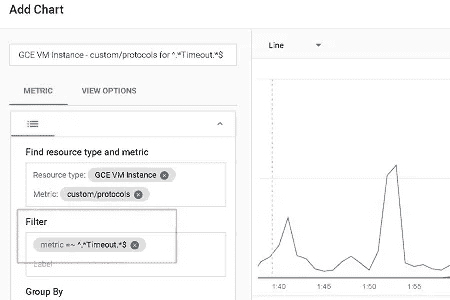 Add Chart
GCE VM Instance - custom/protocols for ^.*Timeout.*$
Line
METRIC
VIEW OPTIONS
Find resource type and metric
Resource type: GCE VM Instance
Metric: custom/protocols
Filter
metric =~ ^.*Timeout.*$
Label
Group By
1:40
1:45
1:50
1:55